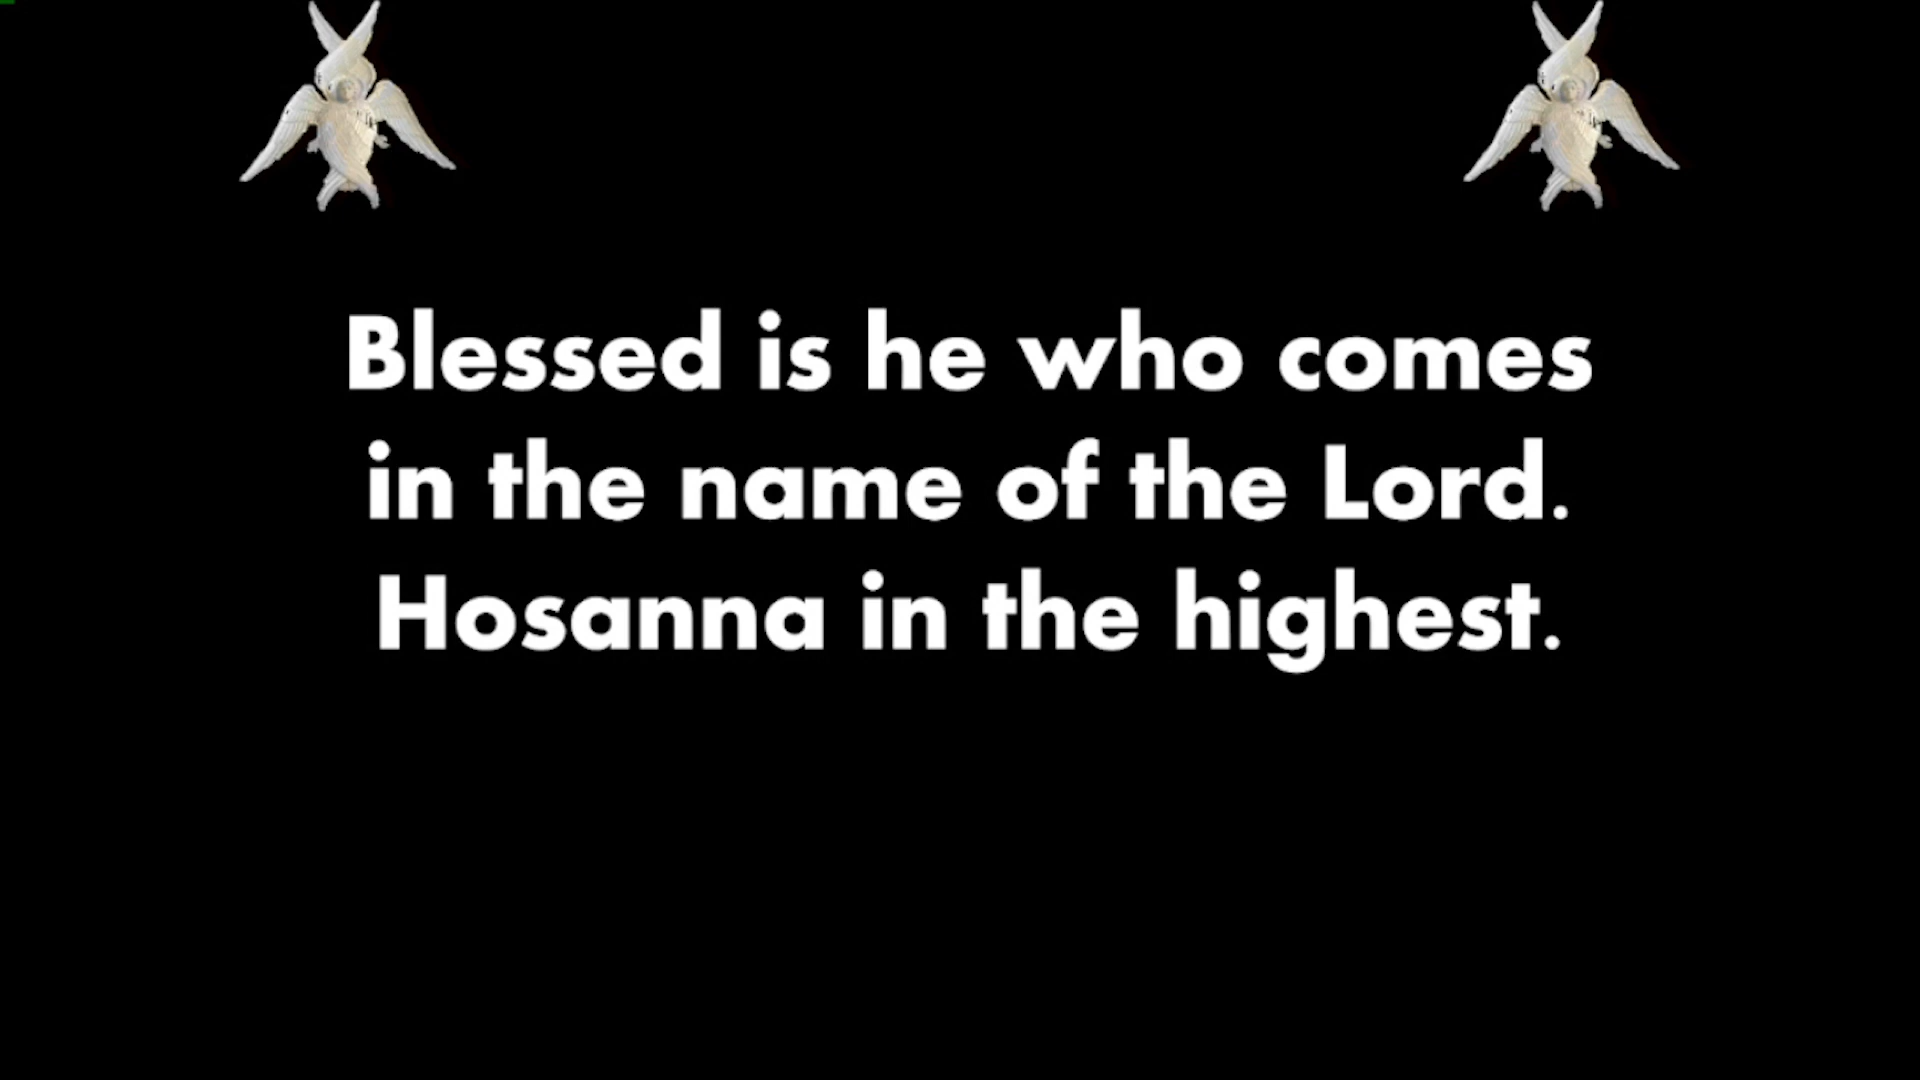 Blessed is he who comes
in the name of the Lord.
Hosanna in the highest.